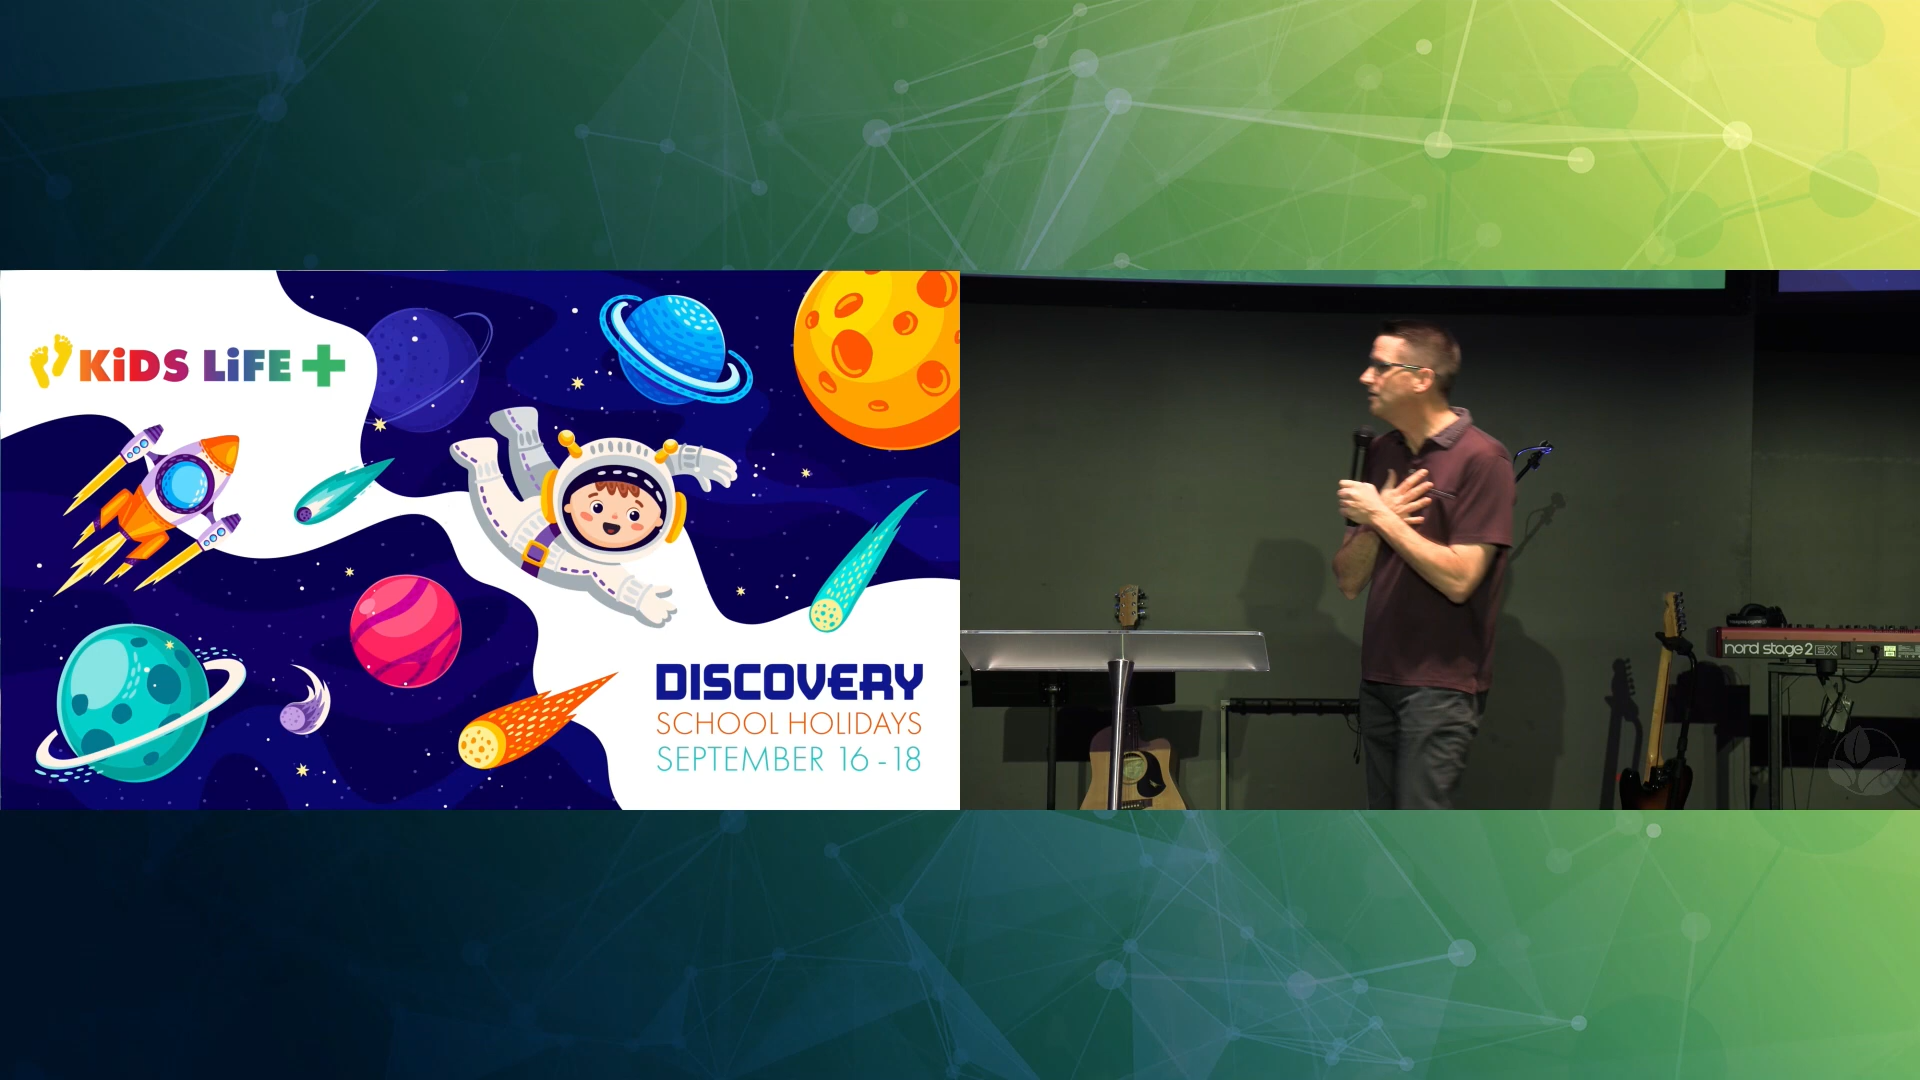 KiDS LiFE +
DISCOVERY
SCHOOL HOLIDAYS
SEPTEMBER 16 - 18
nord stage 2 EX